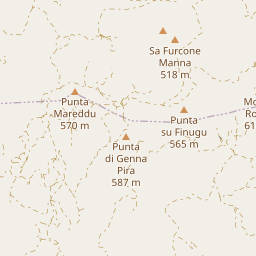 Sa Furcone
Manna
518 m
Punta
Mareddu
570 m
Punta
su Finugu
565 m
Punta
di Genna
Pira
587 m